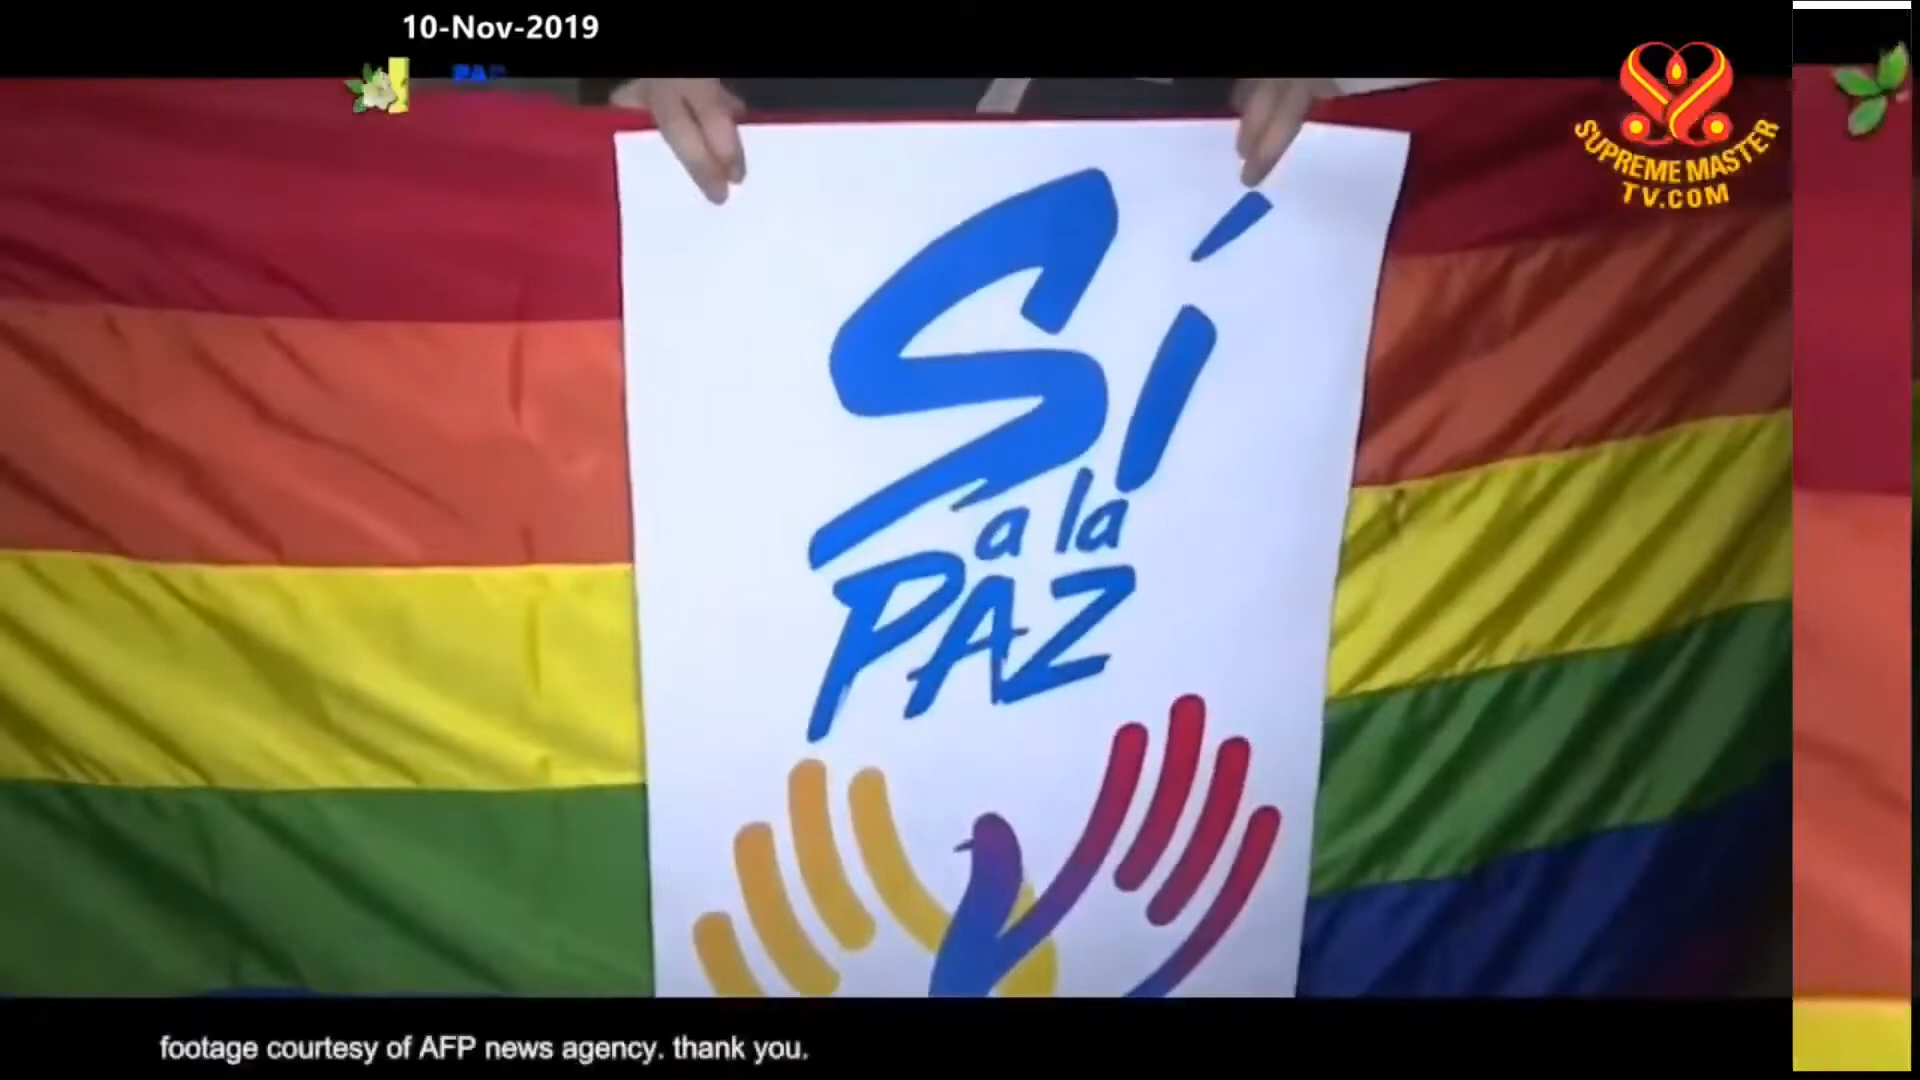 10-Nov-2019
SUPREME MASTER
TV.COM
Sí
a la
PAZ
footage courtesy of AFP news agency. thank you.